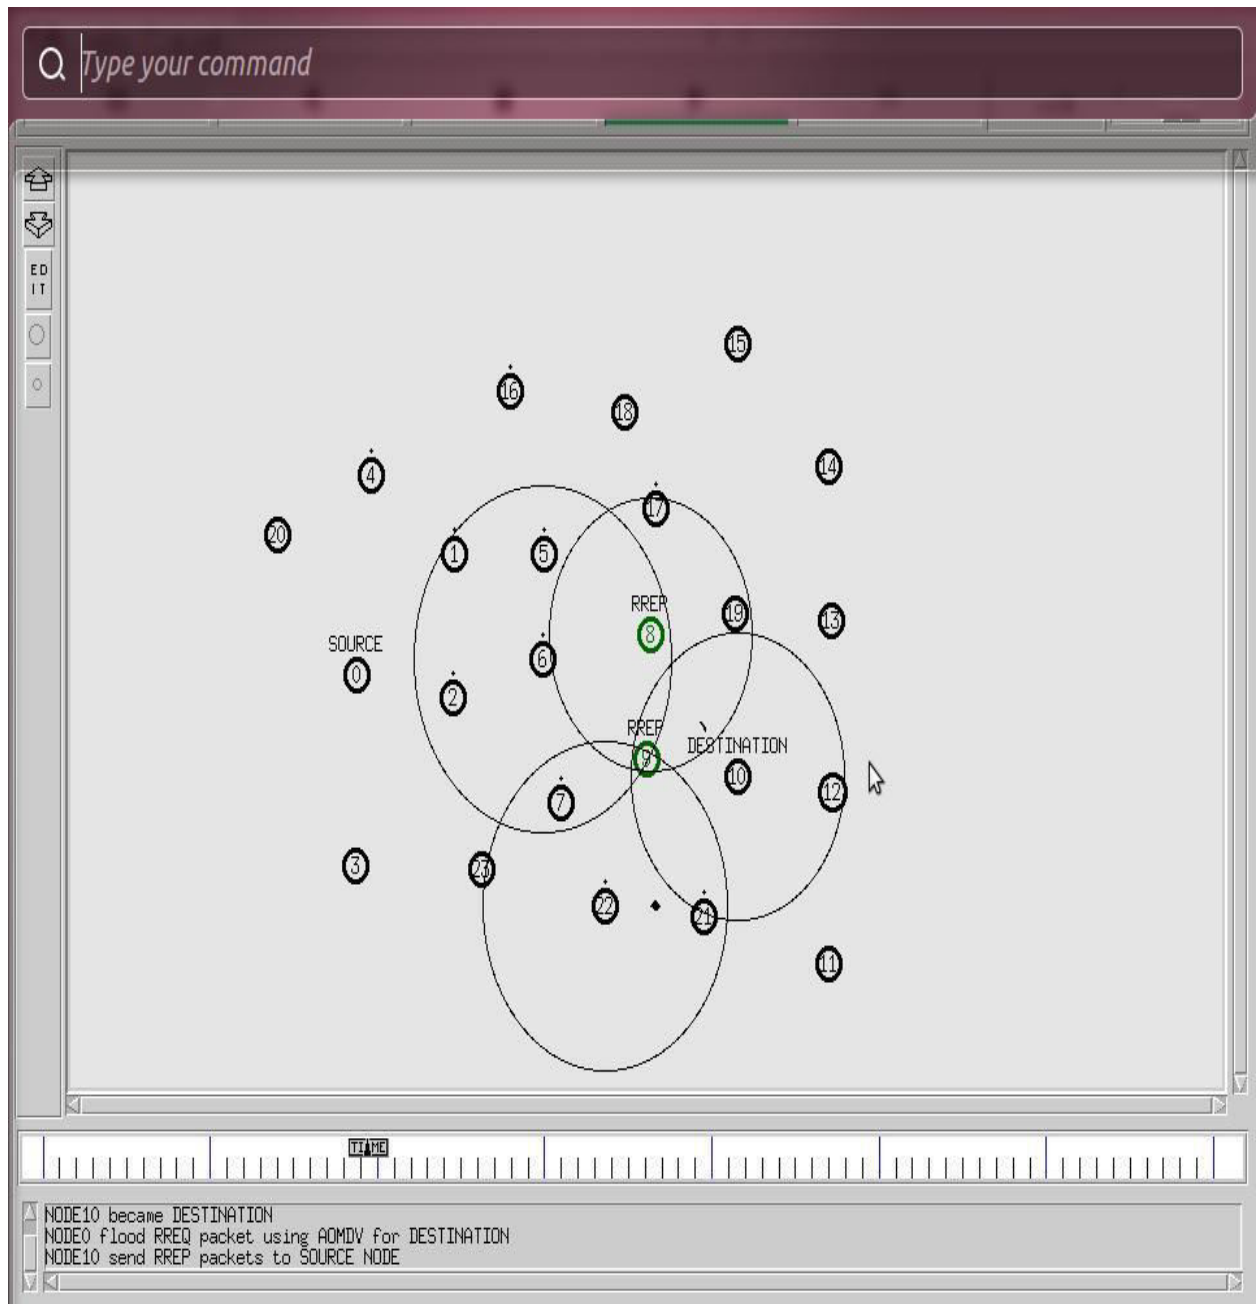 Type your command
ED
IT
15
16
18
14
4
17
20
1
5
RREP
19
13
8
SOURCE
6
0
2
RREP
DESTINATION
9
10
12
7
3
23
22
21
11
TIME
NODE10 became DESTINATION
NODE0 flood RREQ packet using AOMDV for DESTINATION
NODE10 send RREP packets to SOURCE NODE